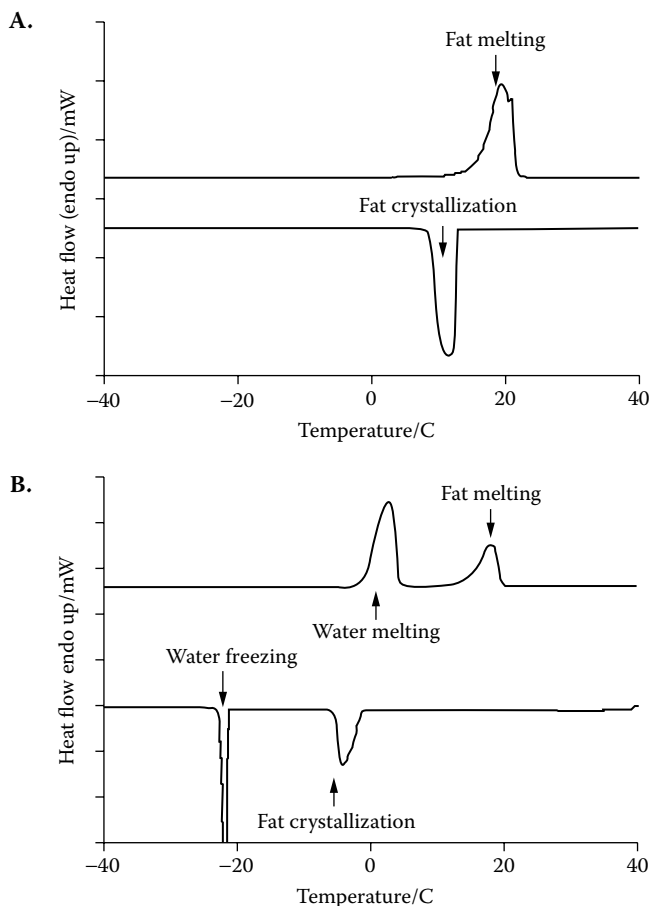 A.
Heat flow (endo up)/mW
Fat melting
Fat crystallization
−40
−20
0
20
40
Temperature/C
B.
Heat flow endo up/mW
Fat melting
Water melting
Water freezing
Fat crystallization
−40
−20
0
20
40
Temperature/C